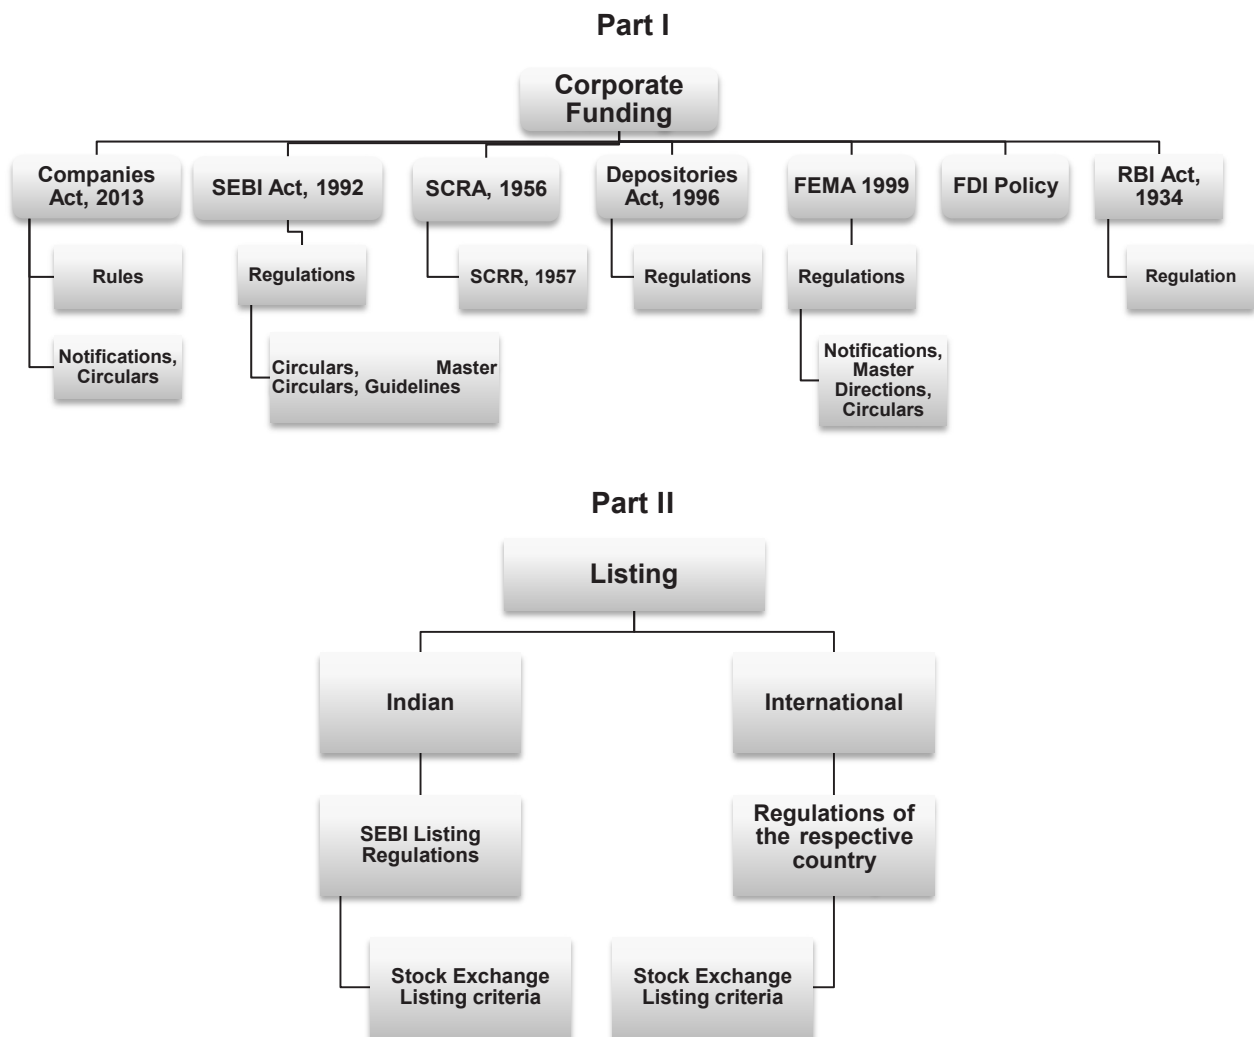 Part I
Corporate
Funding
Companies
Act, 2013
SEBI Act, 1992
SCRA, 1956
Depositories
Act, 1996
FEMA 1999
FDI Policy
RBI Act,
1934
Rules
Regulations
SCRR, 1957
Regulations
Regulations
Regulation
Notifications,
Circulars
Circulars, Master
Circulars, Guidelines
Notifications,
Master
Directions,
Circulars
Part II
Listing
Indian
International
SEBI Listing
Regulations
Regulations of
the respective
country
Stock Exchange
Listing criteria
Stock Exchange
Listing criteria